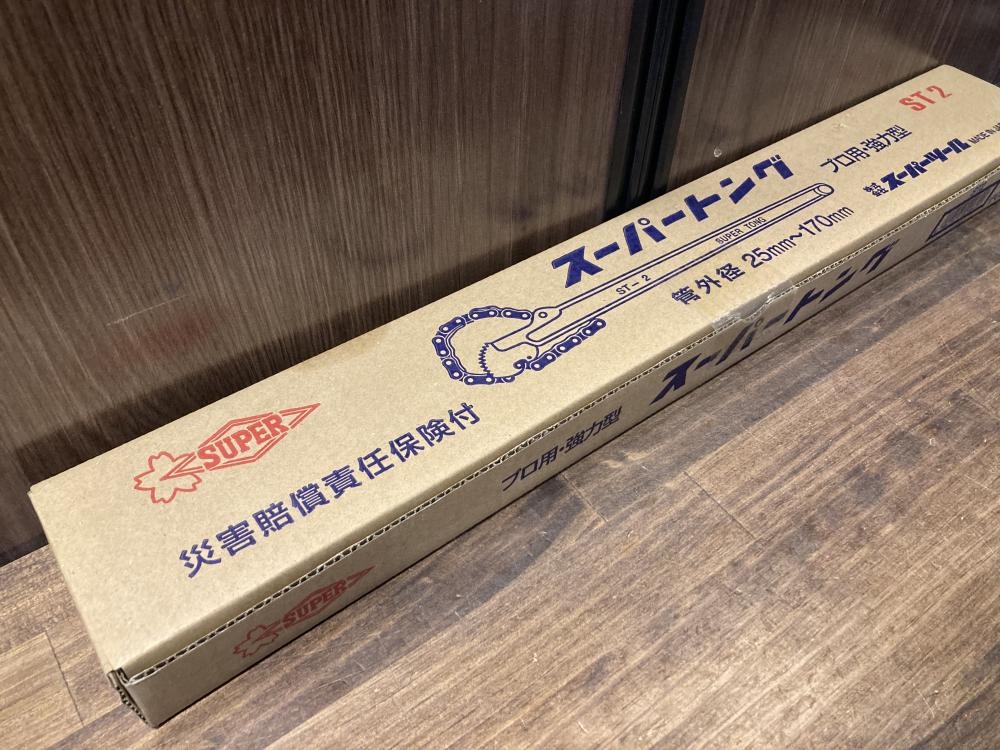 ST2
プロ用・強力型
株式会社 スーパーツール
MADE IN
スーパートング
SUPER TONG
ST-2
管外径 25mm～170mm
SUPER
災害賠償責任保険付
スーパートング
プロ用・強力型
SUPER